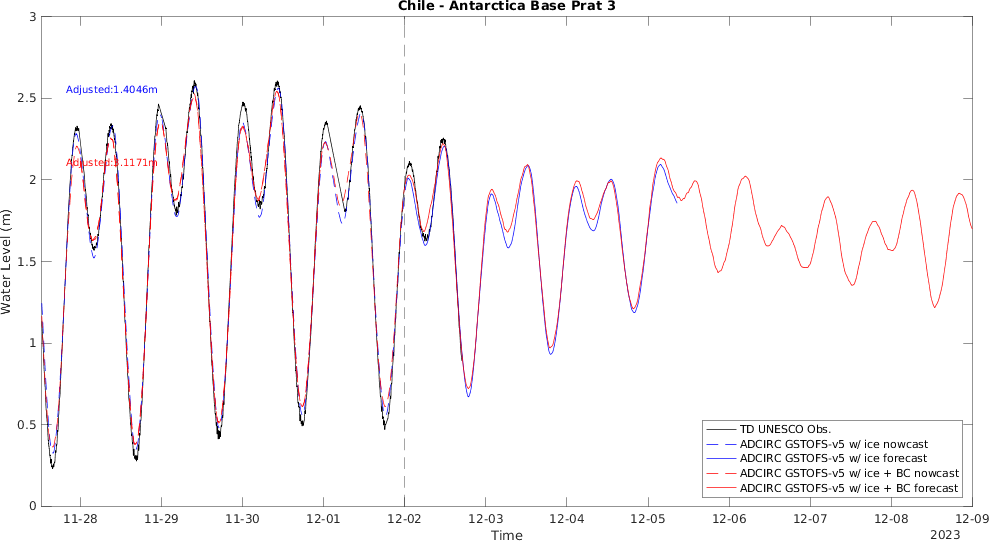 Chile - Antarctica Base Prat 3
3
2.5
2
1.5
1
0.5
0
Water Level (m)
Adjusted:1.4046m
Adjusted:3.1171m
TD UNESCO Obs.
ADCIRC GSTOFS-v5 w/ ice nowcast
ADCIRC GSTOFS-v5 w/ ice forecast
ADCIRC GSTOFS-v5 w/ ice + BC nowcast
ADCIRC GSTOFS-v5 w/ ice + BC forecast
11-28 11-29 11-30 12-01 12-02 12-03 12-04 12-05 12-06 12-07 12-08 12-09
Time
2023